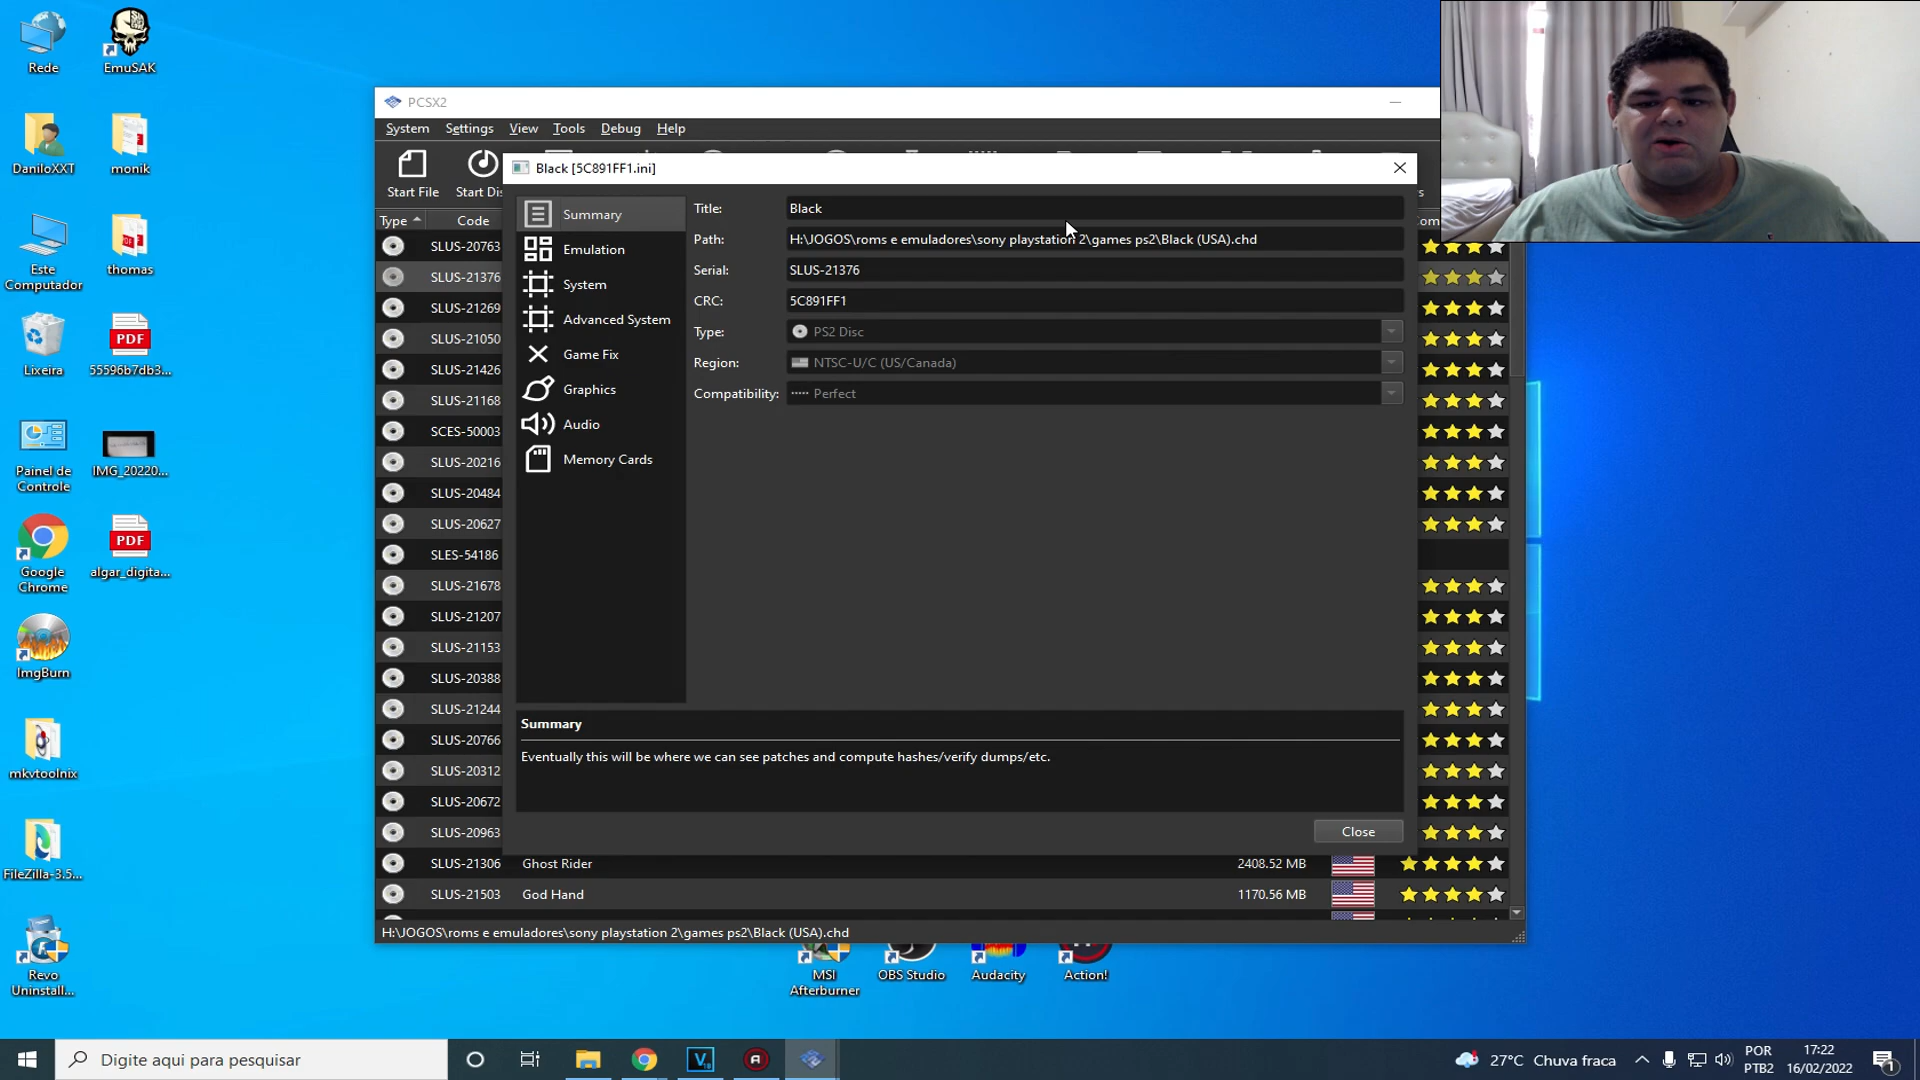 Rede
EmuSAK
DaniloXXT
monik
Este
Computador
thomas
Lixeira
PDF
55596b7db3...
Painel de
Controle
IMG_20220...
Google
Chrome
PDF
algar_digita...
ImgBurn
mkvtoolnix
FileZilla-3.5...
Revo
Uninstall...
PCSX2
System Settings View Tools Debug Help
Start File
Type Code
SLUS-20763
SLUS-21376
SLUS-21269
SLUS-21050
SLUS-21426
SLUS-21168
SCES-50003
SLUS-20216
SLUS-20484
SLUS-20627
SLES-54186
SLUS-21678
SLUS-21207
SLUS-21153
SLUS-20388
SLUS-21244
SLUS-20766
SLUS-20312
SLUS-20672
SLUS-20963
SLUS-21306 Ghost Rider 2408.52 MB
SLUS-21503 God Hand 1170.56 MB
H:\JOGOS\roms e emuladores\sony playstation 2\games ps2\Black (USA).chd
Black [5C891FF1.ini]
Summary
Emulation
System
Advanced System
Game Fix
Graphics
Audio
Memory Cards
Title: Black
Path: H:\JOGOS\roms e emuladores\sony playstation 2\games ps2\Black (USA).chd
Serial: SLUS-21376
CRC: 5C891FF1
Type: PS2 Disc
Region: NTSC-U/C (US/Canada)
Compatibility: Perfect
Summary
Eventually this will be where we can see patches and compute hashes/verify dumps/etc.
Close
MSI
Afterburner
OBS Studio
Audacity
Action!
Digite aqui para pesquisar
27°C Chuva fraca
POR
PTB2
17:22
16/02/2022
1